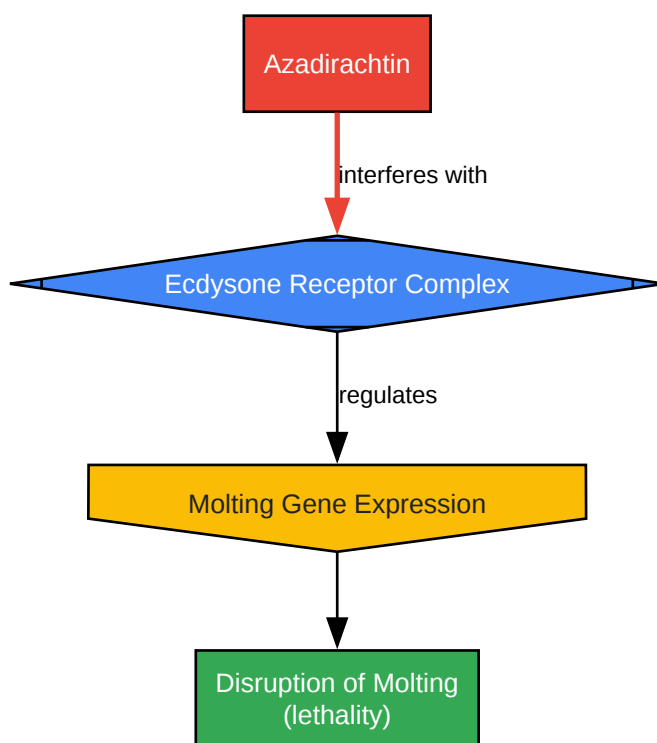 Azadirachtin
interferes with
Ecdysone Receptor Complex
regulates
Molting Gene Expression
Disruption of Molting
(lethality)